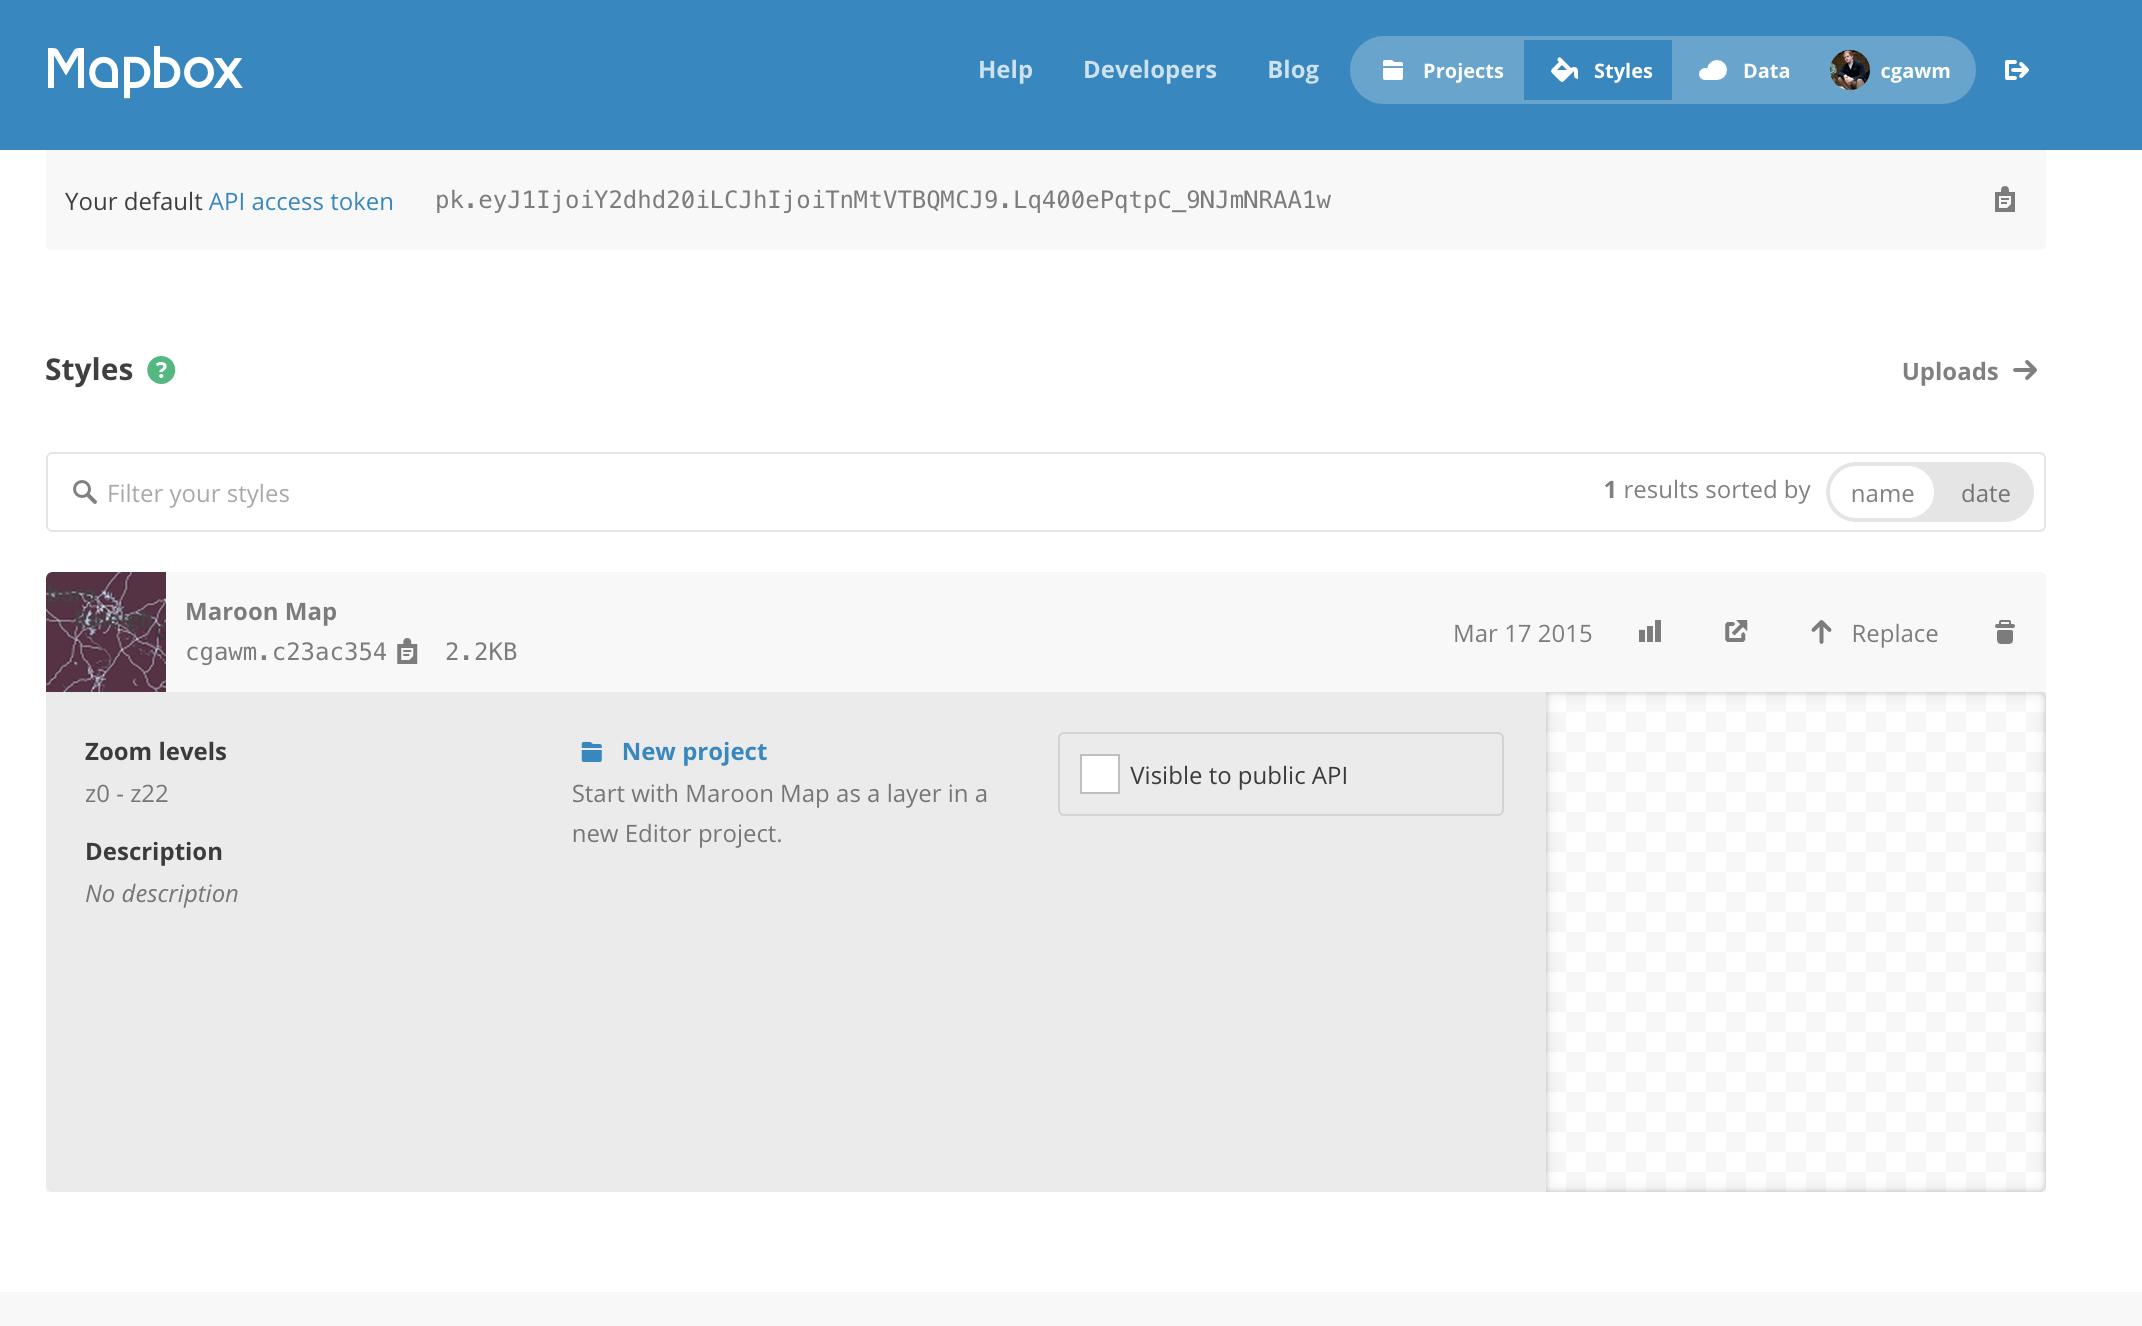 Mapbox
Help Developers Blog Projects Styles Data cgawm
Your default API access token pk.eyJ1IjoiY2dhd20iLCJhIjoiTnMtVTBQMCJ9.Lq400ePqtpC_9NJmNRAA1w
Styles ? Uploads
Filter your styles 1 results sorted by name date
Maroon Map
cgawm.c23ac354 2.2KB
Mar 17 2015 Replace
Zoom levels
z0 - z22
Description
No description
New project
Start with Maroon Map as a layer in a
new Editor project.
Visible to public API